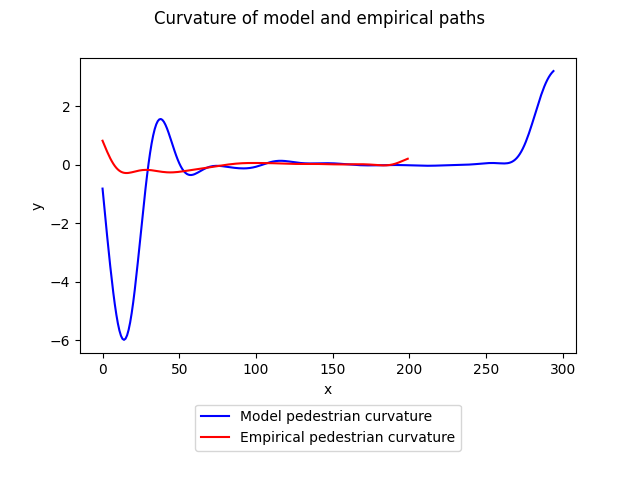 Curvature of model and empirical paths
2
0
−2
−4
−6
y
0 50 100 150 200 250 300
x
Model pedestrian curvature
Empirical pedestrian curvature